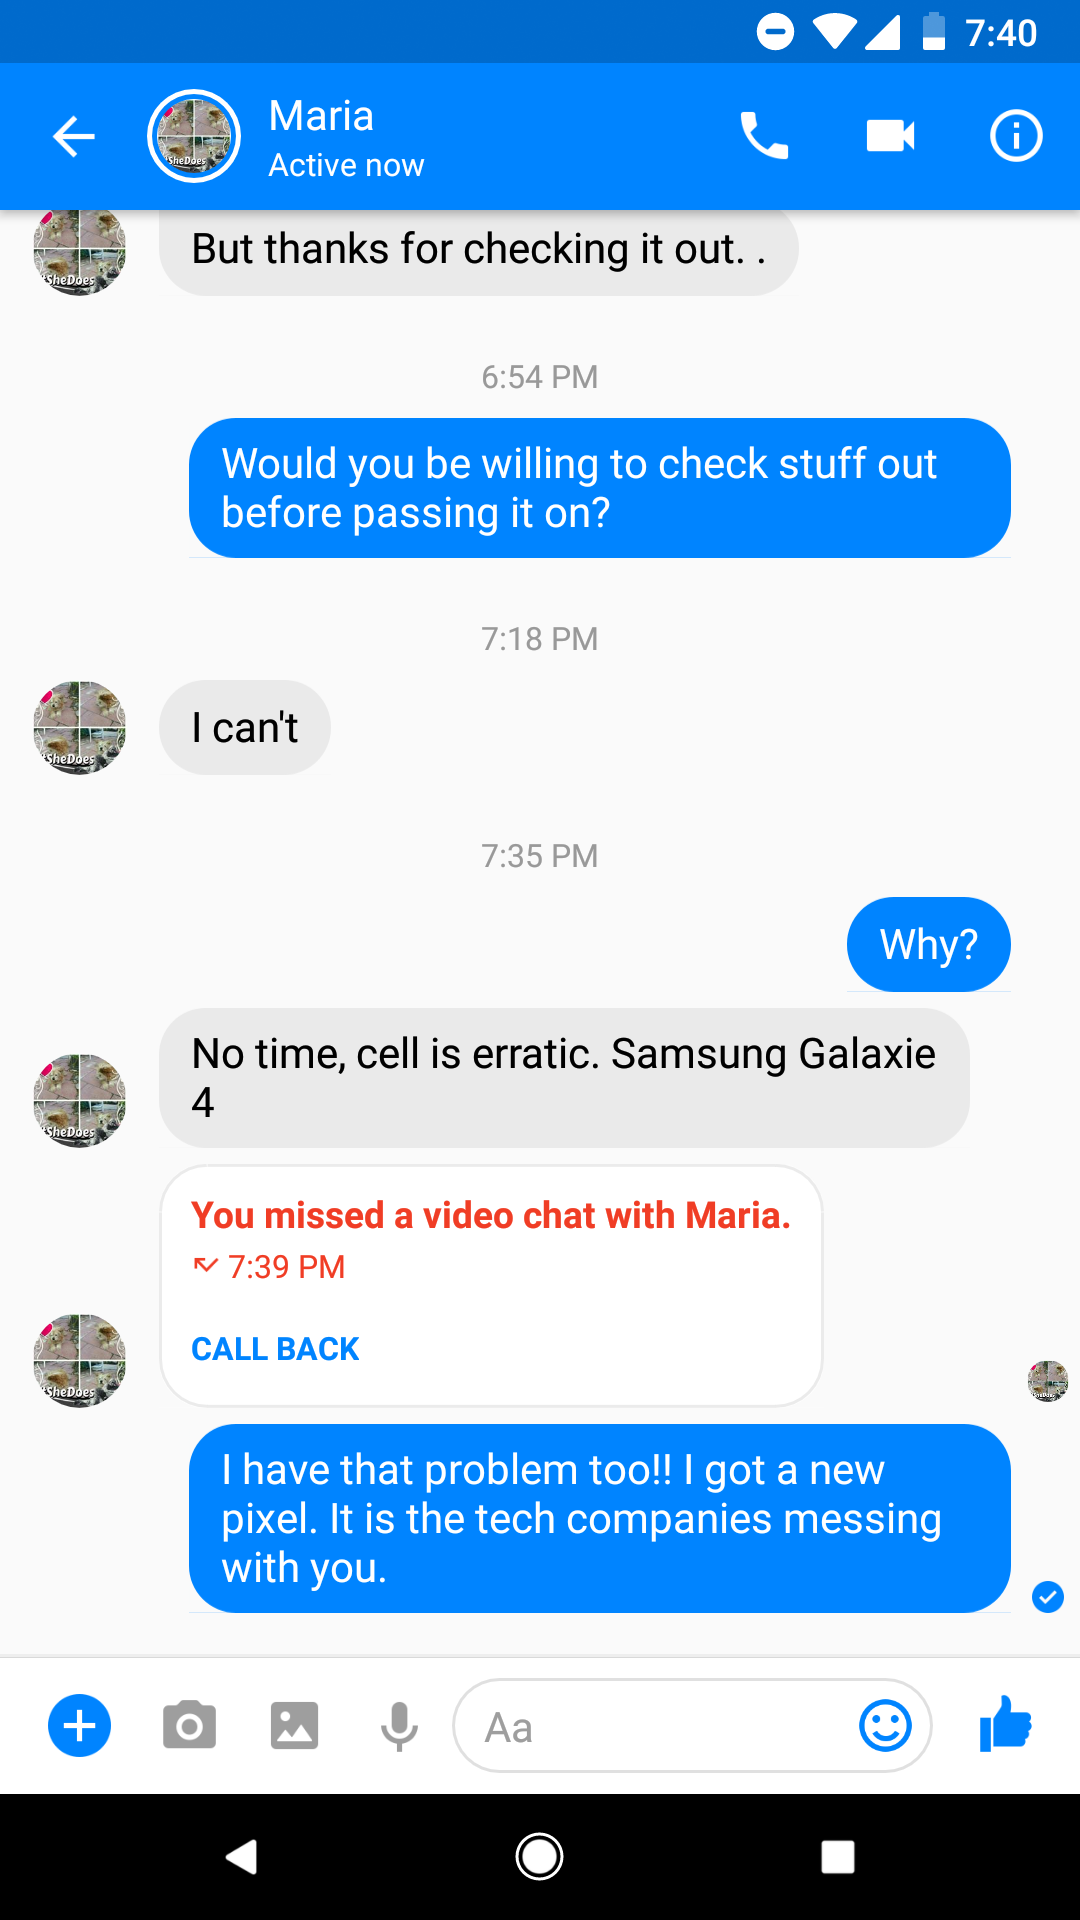 7:40
Maria
Active now
SheDoes
But thanks for checking it out. .
SheDoes
6:54 PM
Would you be willing to check stuff out
before passing it on?
7:18 PM
I can't
SheDoes
7:35 PM
Why?
No time, cell is erratic. Samsung Galaxie
4
SheDoes
You missed a video chat with Maria.
7:39 PM
CALL BACK
SheDoes
I have that problem too!! I got a new
pixel. It is the tech companies messing
with you.
Aa